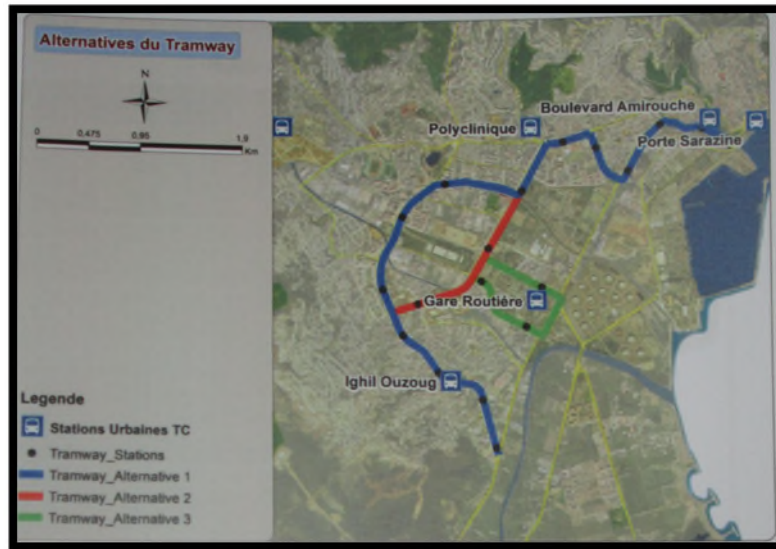 Alternatives du Tramway
N
0 0,475 0,95 1,9
Km
Boulevard Amirouche
Polyclinique
Porte Sarazine
Gare Routière
Ighil Ouzoug
Legende
Stations Urbaines TC
Tramway_Stations
Tramway_Alternative 1
Tramway_Alternative 2
Tramway_Alternative 3